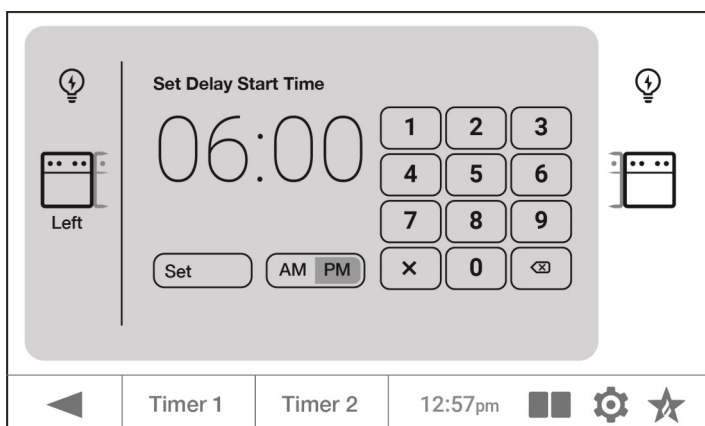 Set Delay Start Time
06:00
1 2 3
4 5 6
7 8 9
× 0
Left
Set
AM PM
Timer 1 Timer 2 12:57pm